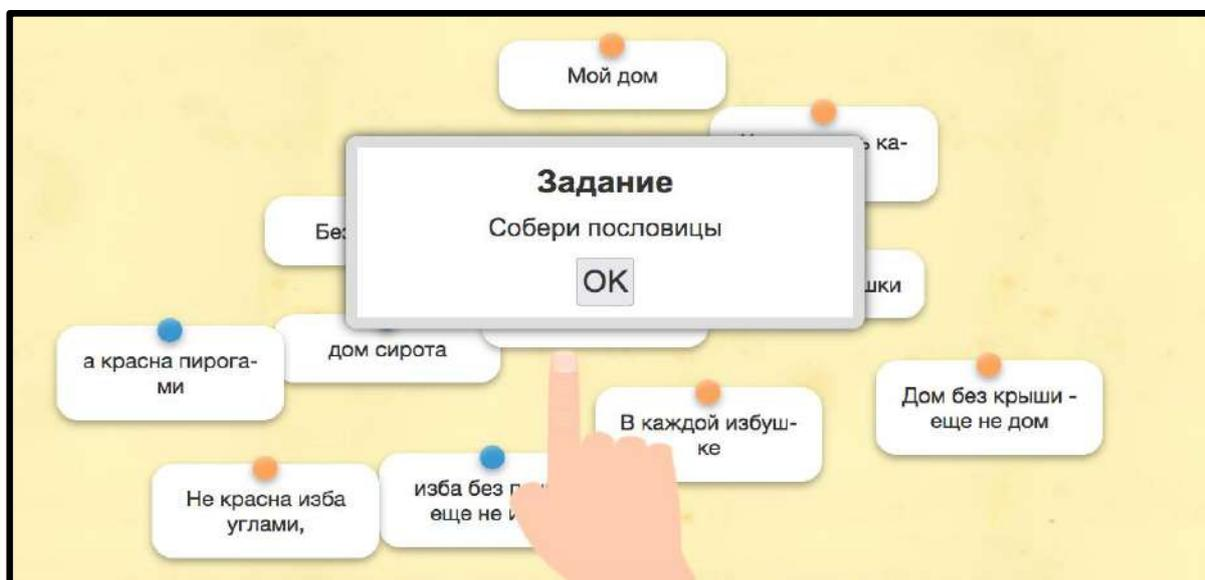 Мой дом
ка-
Задание
Собери пословицы
OK
Без
шки
а красна пирога-
ми
дом сирота
Дом без крыши -
еще не дом
В каждой избуш-
ке
Не красна изба
углами,
изба без
еще не